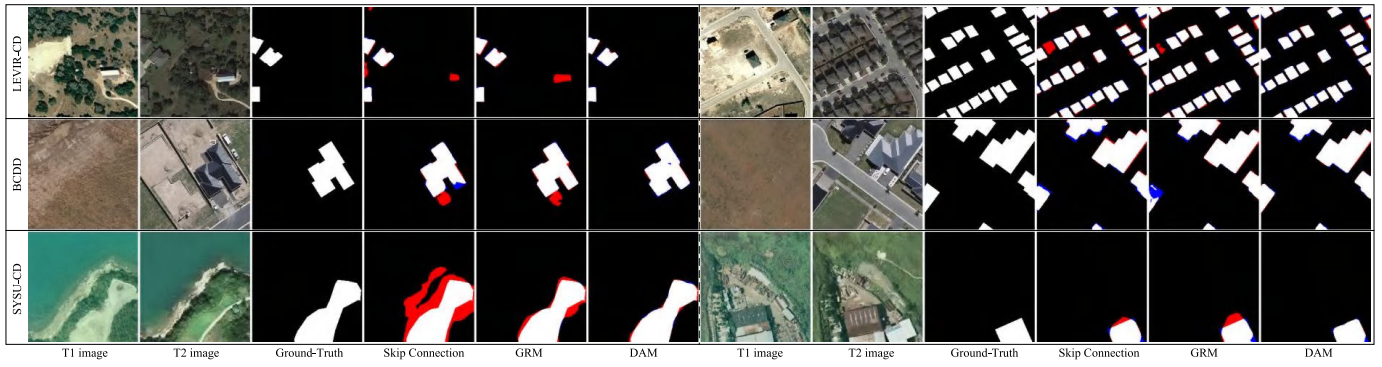 LEVIR-CD
BCDD
SYSU-CD
T1 image T2 image Ground-Truth Skip Connection GRM DAM T1 image T2 image Ground-Truth Skip Connection GRM DAM